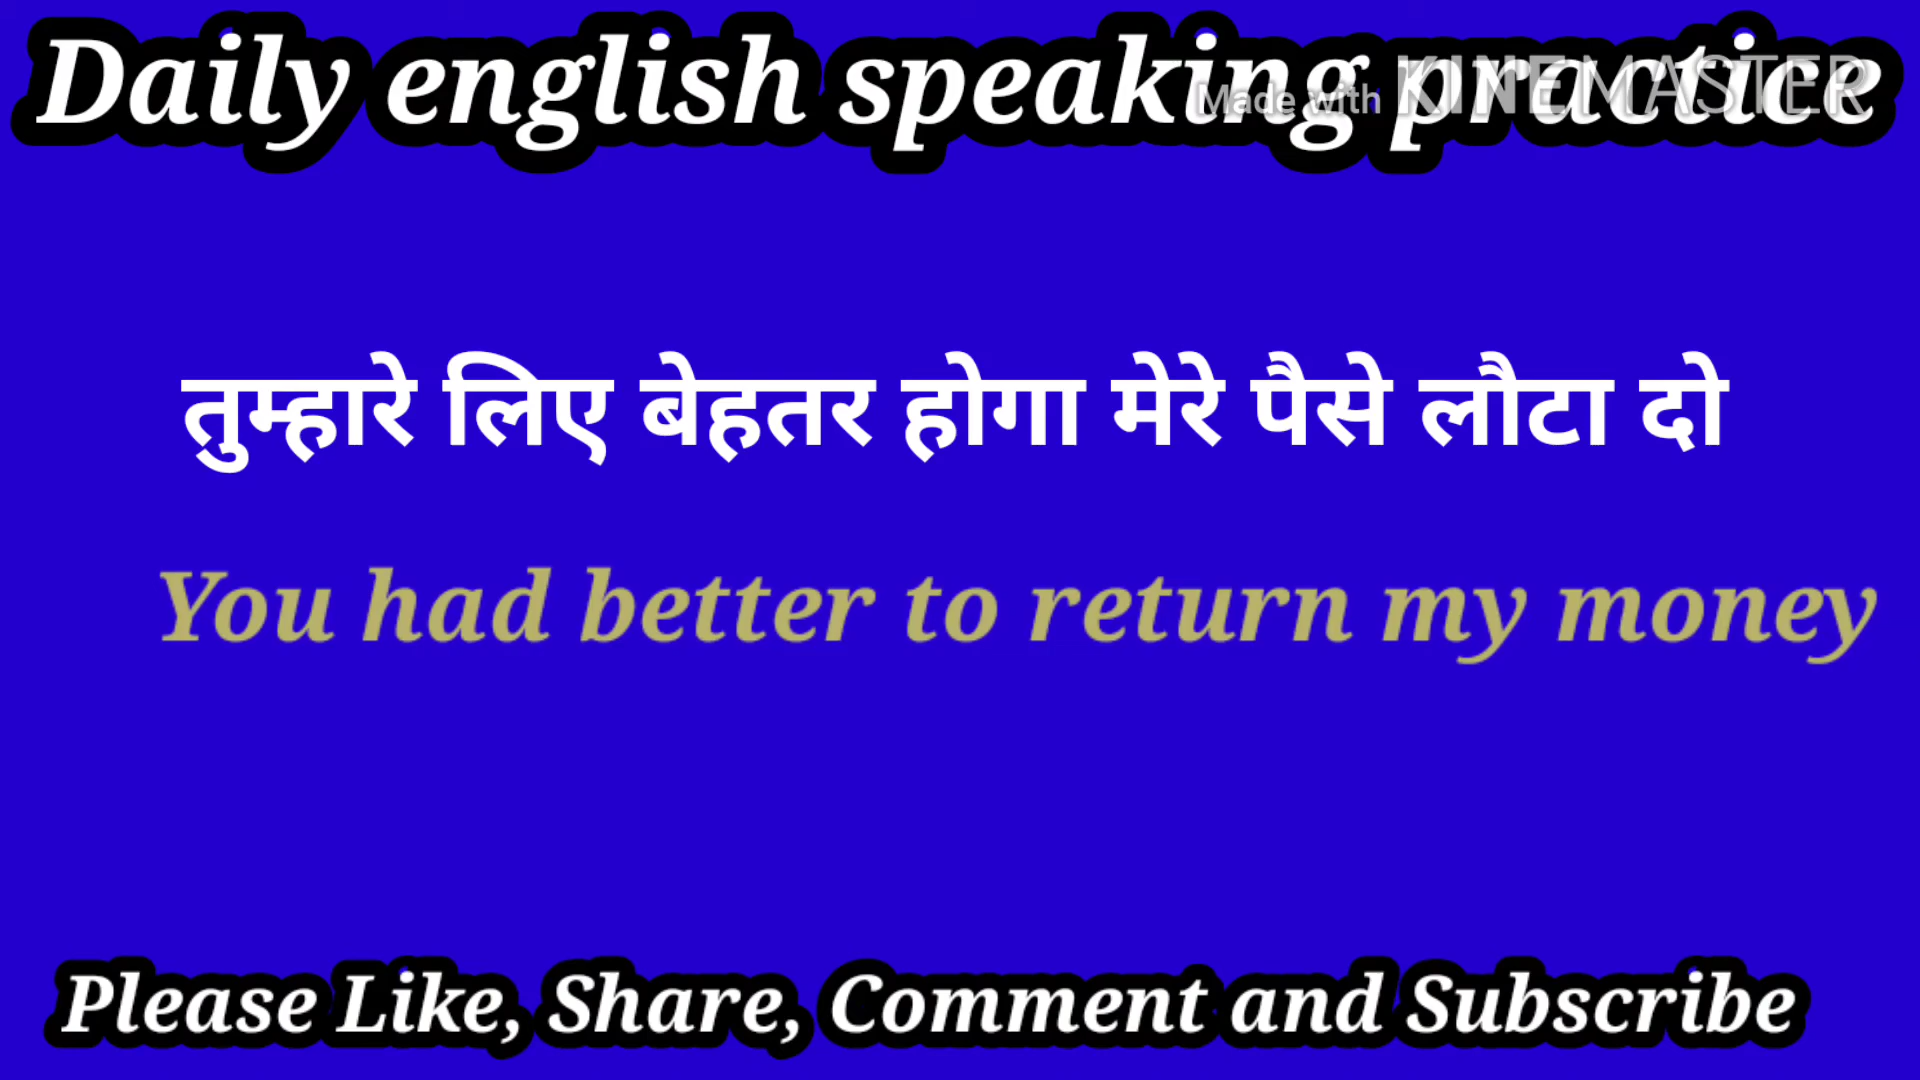 Daily english speaking practice
Made with KINEMASTER
तुम्हारे लिए बेहतर होगा मेरे पैसे लौटा दो
You had better to return my money
Please Like, Share, Comment and Subscribe